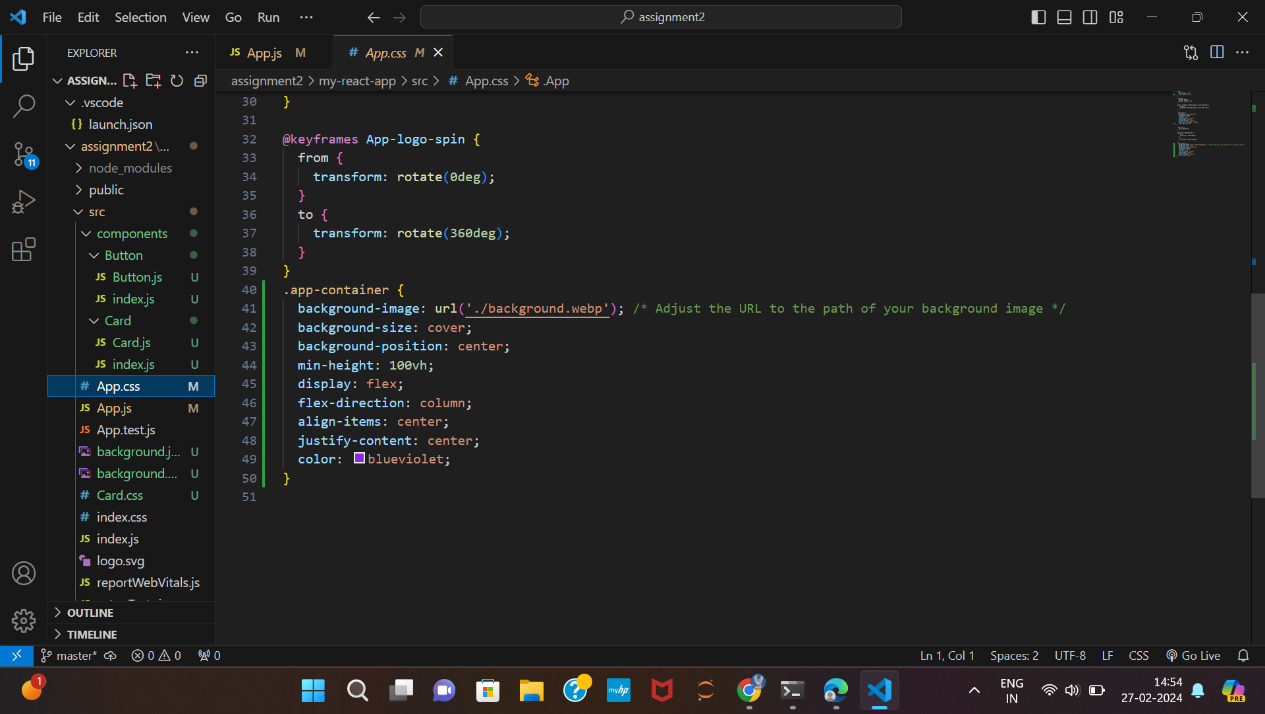 File Edit Selection View Go Run ··· assignment2
EXPLORER ···
ASSIGN...
.vscode
{} launch.json
assignment2\...
node_modules
public
src
components
Button
JS Button.js U
JS index.js U
Card
JS Card.js U
JS index.js U
# App.css M
JS App.js M
JS App.test.js
background.j... U
background.... U
# Card.css U
# index.css
JS index.js
logo.svg
JS reportWebVitals.js
OUTLINE
TIMELINE
11
JS App.js M # App.css M
assignment2 > my-react-app > src > # App.css > .App
30 }
31
32 @keyframes App-logo-spin {
33 from {
34 transform: rotate(0deg);
35 }
36 to {
37 transform: rotate(360deg);
38 }
39 }
40 .app-container {
41 background-image: url('./background.webp'); /* Adjust the URL to the path of your background image */
42 background-size: cover;
43 background-position: center;
44 min-height: 100vh;
45 display: flex;
46 flex-direction: column;
47 align-items: center;
48 justify-content: center;
49 color: blueviolet;
50 }
51
master* 0 0 0 Ln 1, Col 1 Spaces: 2 UTF-8 LF CSS Go Live
1 myhp ENG IN 14:54 27-02-2024 PRE